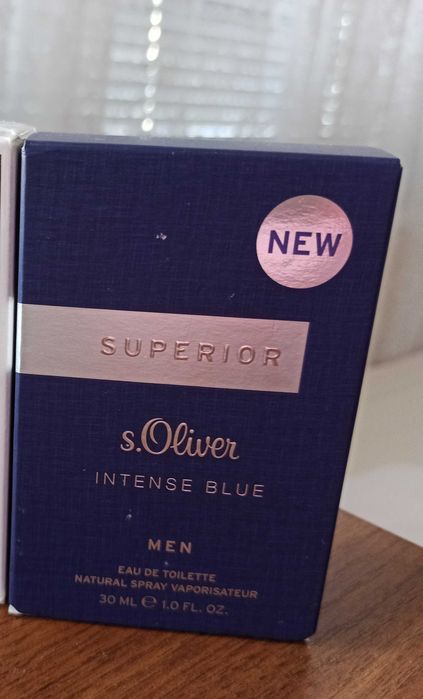 NEW
SUPERIOR
s.Oliver
INTENSE BLUE
MEN
EAU DE TOILETTE
NATURAL SPRAY VAPORISATEUR
30 ML ℮ 1.0 FL. OZ.